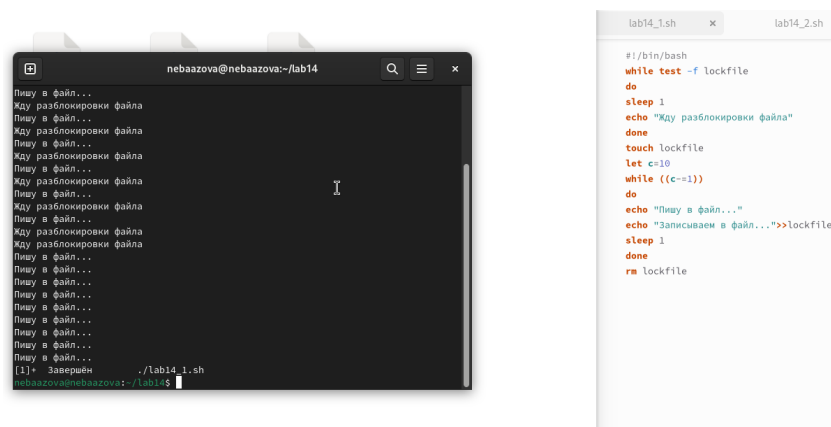 nebaazova@nebaazova:~/lab14
Пишу в файл...
Жду разблокировки файла
Пишу в файл...
Жду разблокировки файла
Пишу в файл...
Жду разблокировки файла
Пишу в файл...
Жду разблокировки файла
Пишу в файл...
Жду разблокировки файла
Пишу в файл...
Жду разблокировки файла
Жду разблокировки файла
Пишу в файл...
Пишу в файл...
Пишу в файл...
Пишу в файл...
Пишу в файл...
Пишу в файл...
Пишу в файл...
Пишу в файл...
Пишу в файл...
[1]+ Завершён ./lab14_1.sh
nebaazova@nebaazova:~/lab14$
lab14_1.sh × lab14_2.sh
#!/bin/bash
while test -f lockfile
do
sleep 1
echo "Жду разблокировки файла"
done
touch lockfile
let c=10
while ((c-=1))
do
echo "Пишу в файл..."
echo "Записываем в файл...">>lockfile
sleep 1
done
rm lockfile